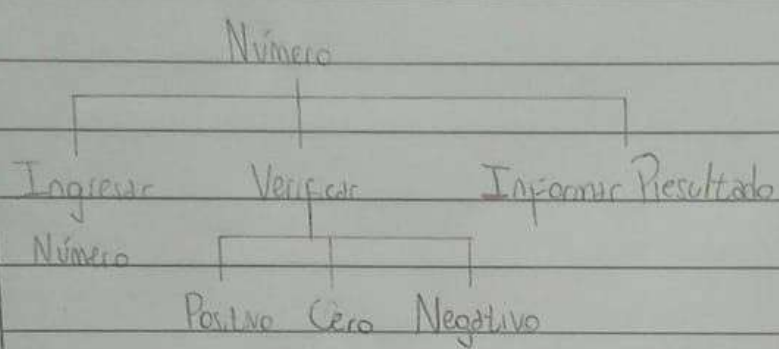 Número
Ingresar Verificar Informar Resultado
Número
Positivo Cero Negativo